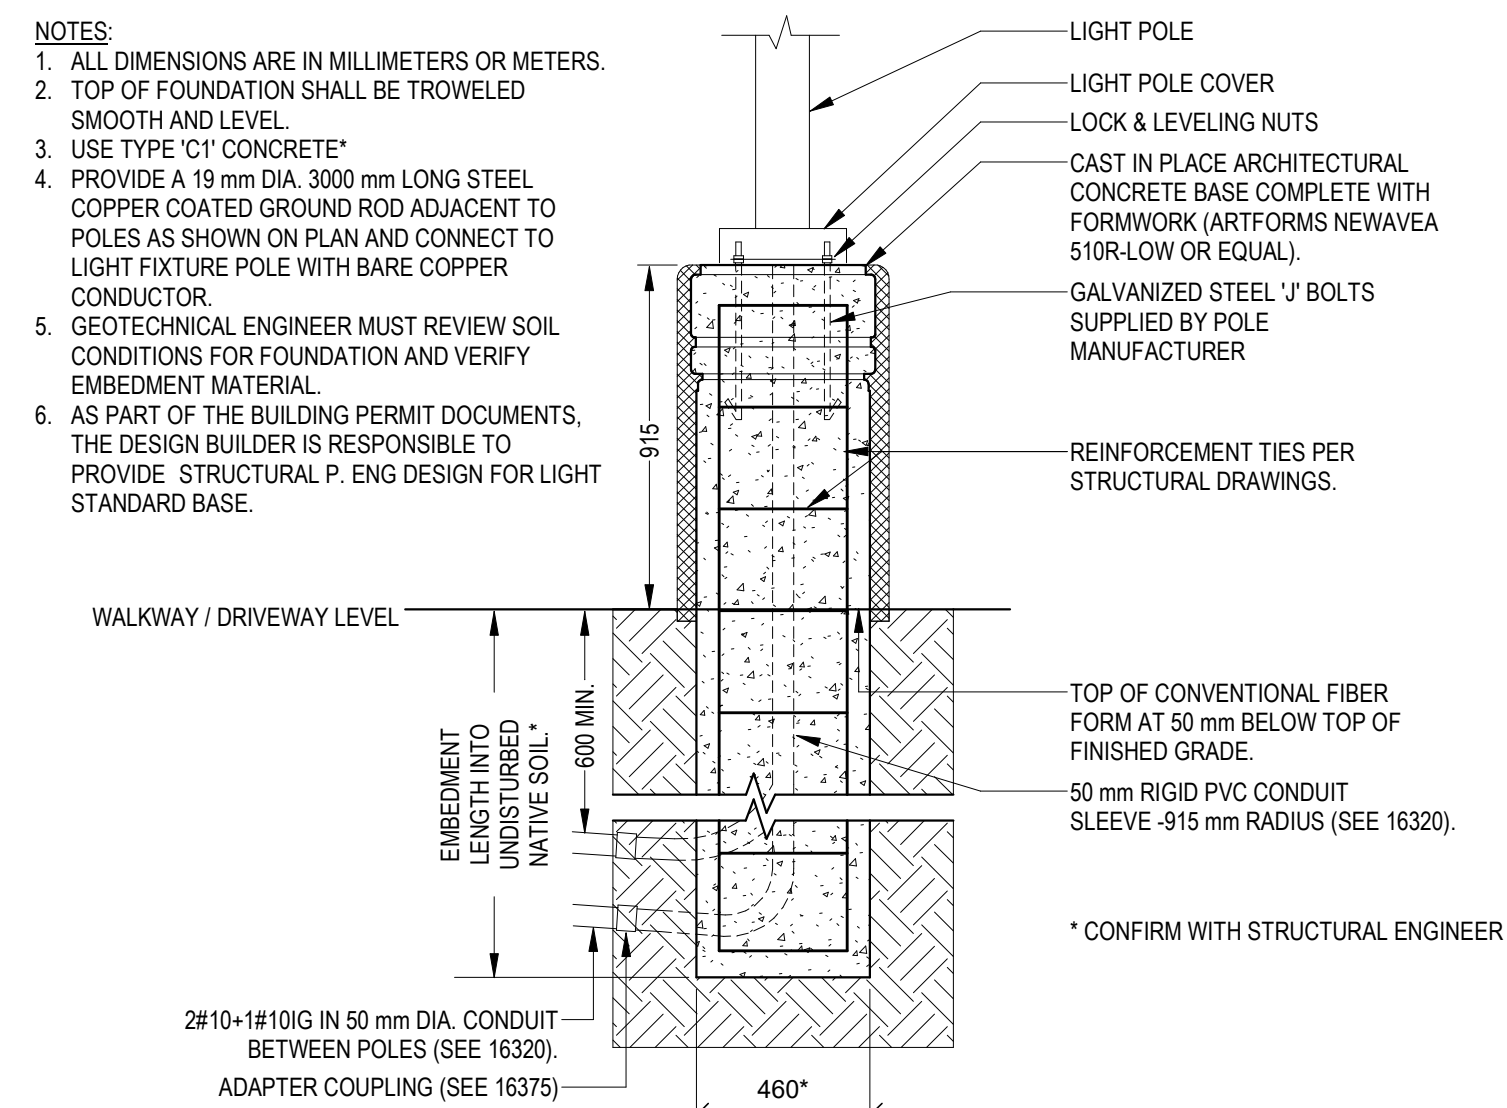 NOTES:
1. ALL DIMENSIONS ARE IN MILLIMETERS OR METERS.
2. TOP OF FOUNDATION SHALL BE TROWELED
SMOOTH AND LEVEL.
3. USE TYPE 'C1' CONCRETE*
4. PROVIDE A 19 mm DIA. 3000 mm LONG STEEL
COPPER COATED GROUND ROD ADJACENT TO
POLES AS SHOWN ON PLAN AND CONNECT TO
LIGHT FIXTURE POLE WITH BARE COPPER
CONDUCTOR.
5. GEOTECHNICAL ENGINEER MUST REVIEW SOIL
CONDITIONS FOR FOUNDATION AND VERIFY
EMBEDMENT MATERIAL.
6. AS PART OF THE BUILDING PERMIT DOCUMENTS,
THE DESIGN BUILDER IS RESPONSIBLE TO
PROVIDE STRUCTURAL P. ENG DESIGN FOR LIGHT
STANDARD BASE.
LIGHT POLE
LIGHT POLE COVER
LOCK & LEVELING NUTS
CAST IN PLACE ARCHITECTURAL
CONCRETE BASE COMPLETE WITH
FORMWORK (ARTFORMS NEWAVEA
510R-LOW OR EQUAL).
GALVANIZED STEEL 'J' BOLTS
SUPPLIED BY POLE
MANUFACTURER
915
REINFORCEMENT TIES PER
STRUCTURAL DRAWINGS.
WALKWAY / DRIVEWAY LEVEL
EMBEDMENT
LENGTH INTO
UNDISTURBED
NATIVE SOIL.*
600 MIN.
TOP OF CONVENTIONAL FIBER
FORM AT 50 mm BELOW TOP OF
FINISHED GRADE.
50 mm RIGID PVC CONDUIT
SLEEVE -915 mm RADIUS (SEE 16320).
* CONFIRM WITH STRUCTURAL ENGINEER
2#10+1#10IG IN 50 mm DIA. CONDUIT
BETWEEN POLES (SEE 16320).
ADAPTER COUPLING (SEE 16375)
460*